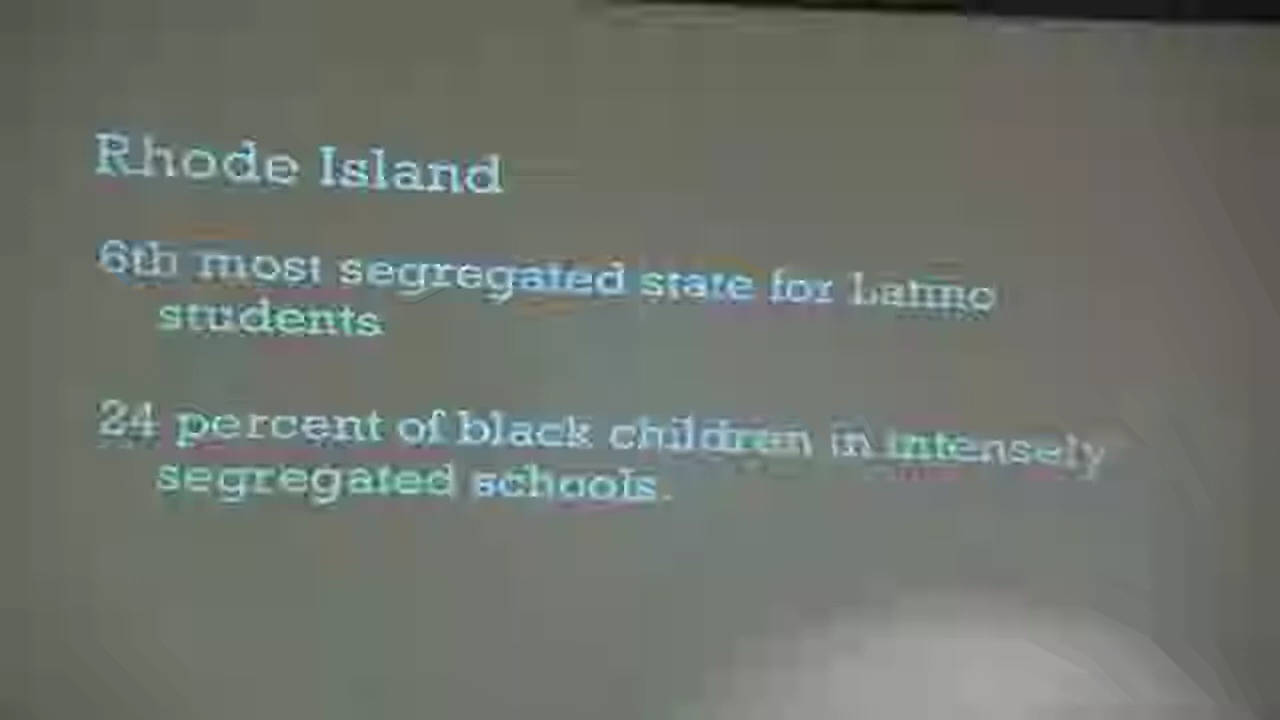 Rhode Island
6th most segregated state for Latino
students
24 percent of black children in intensely
segregated schools.